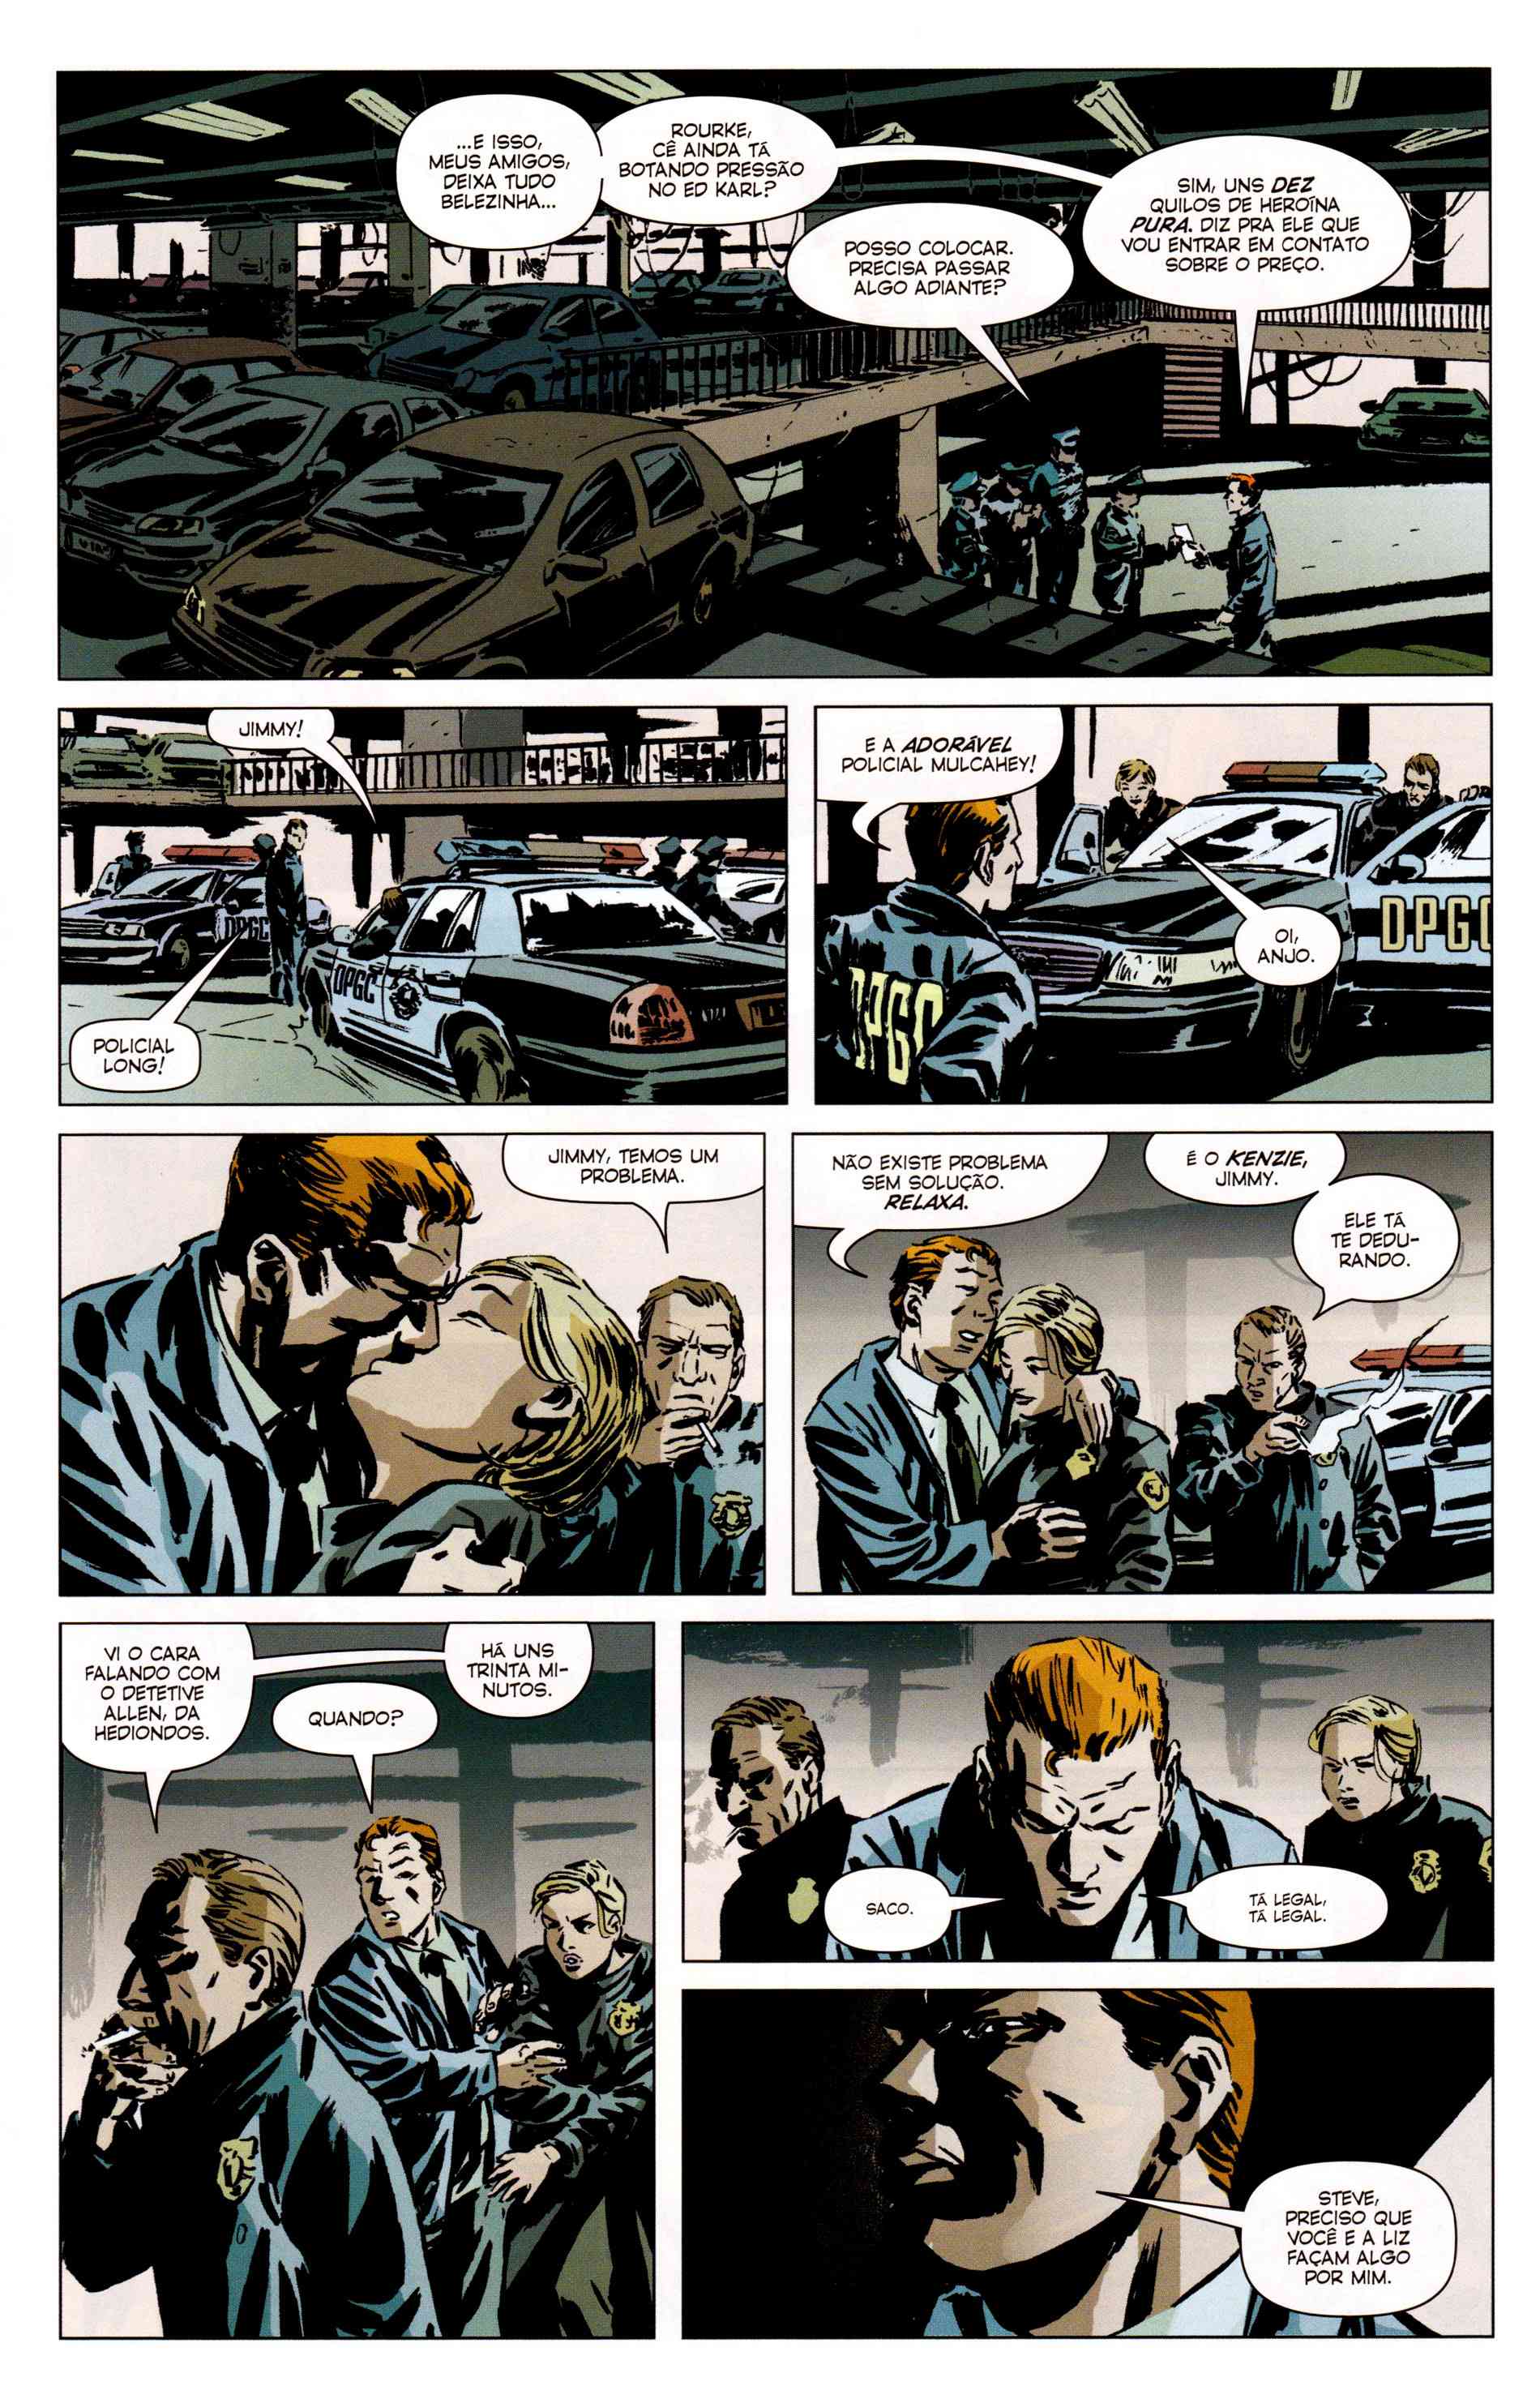 ...E ISSO,
MEUS AMIGOS,
DEIXA TUDO
BELEZINHA...
ROURKE,
CÊ AINDA TÁ
BOTANDO PRESSÃO
NO ED KARL?
POSSO COLOCAR.
PRECISA PASSAR
ALGO ADIANTE?
SIM, UNS DEZ
QUILOS DE HEROÍNA
PURA. DIZ PRA ELE QUE
VOU ENTRAR EM CONTATO
SOBRE O PREÇO.
JIMMY!
POLICIAL
LONG!
DPGC
DPGC
E A ADORÁVEL
POLICIAL MULCAHEY!
OI,
ANJO.
DPGC
DPGC
JIMMY, TEMOS UM
PROBLEMA.
NÃO EXISTE PROBLEMA
SEM SOLUÇÃO.
RELAXA.
É O KENZIE,
JIMMY.
ELE TÁ
TE DEDU-
RANDO.
VI O CARA
FALANDO COM
O DETETIVE
ALLEN, DA
HEDIONDOS.
QUANDO?
HÁ UNS
TRINTA MI-
NUTOS.
SACO.
TÁ LEGAL,
TÁ LEGAL.
STEVE,
PRECISO QUE
VOCÊ E A LIZ
FAÇAM ALGO
POR MIM.